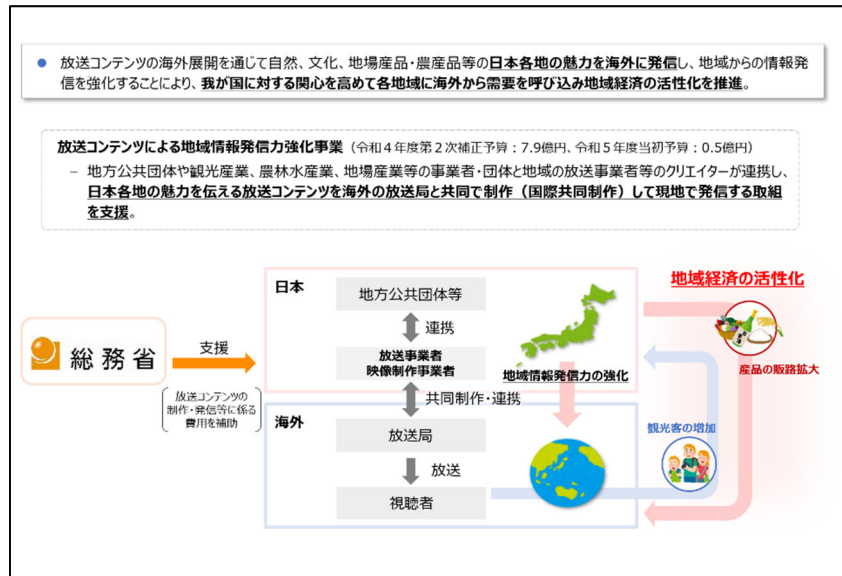 ● 放送コンテンツの海外展開を通じて自然、文化、地場産品・農産品等の日本各地の魅力を海外に発信し、地域からの情報発
信を強化することにより、我が国に対する関心を高めて各地域に海外から需要を呼び込み地域経済の活性化を推進。
放送コンテンツによる地域情報発信力強化事業（令和４年度第２次補正予算：7.9億円、令和５年度当初予算：0.5億円）
－ 地方公共団体や観光産業、農林水産業、地場産業等の事業者・団体と地域の放送事業者等のクリエイターが連携し、
日本各地の魅力を伝える放送コンテンツを海外の放送局と共同で制作（国際共同制作）して現地で発信する取組
を支援。
総務省
支援
放送コンテンツの
制作・発信等に係る
費用を補助
日本
地方公共団体等
連携
放送事業者
映像制作事業者
共同制作・連携
海外
放送局
放送
視聴者
地域情報発信力の強化
地域経済の活性化
産品の販路拡大
観光客の増加